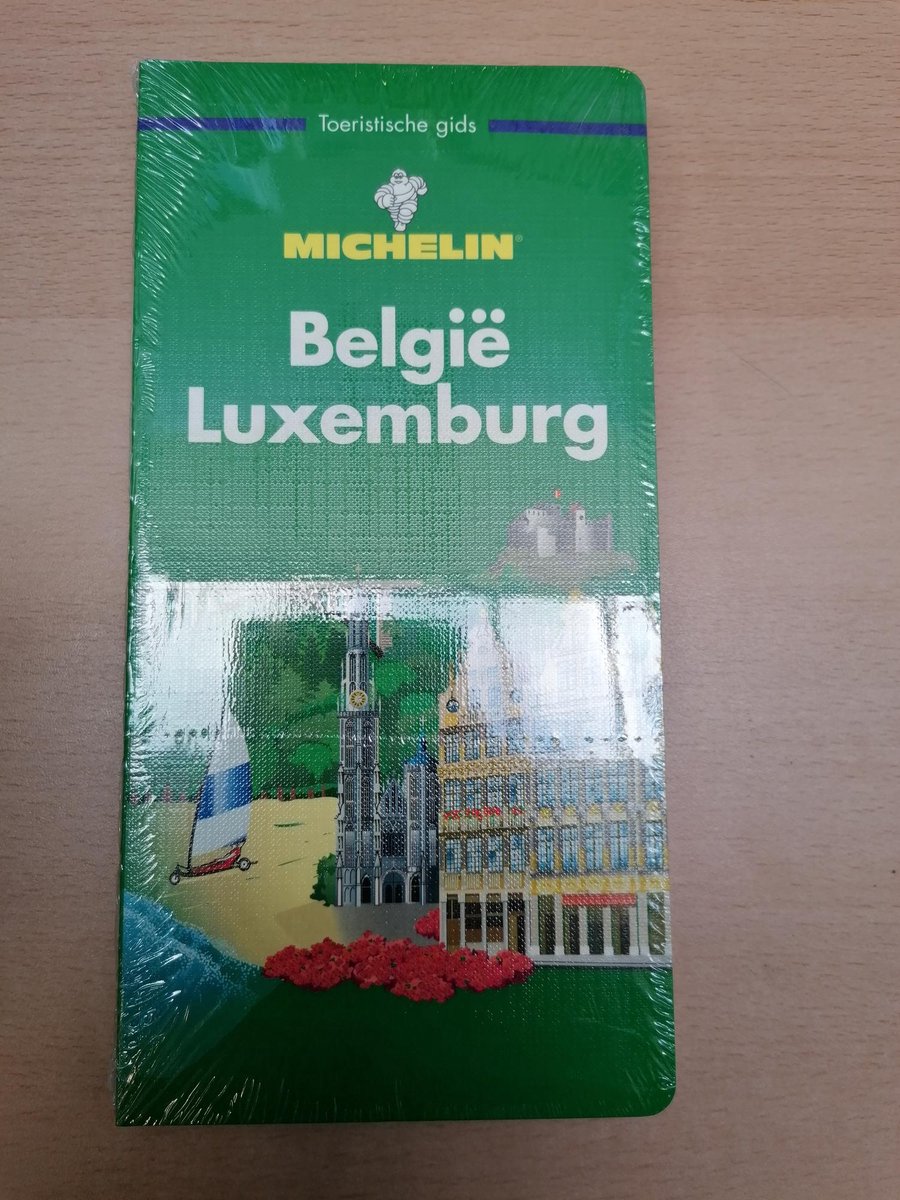 Toeristische gids
MICHELIN®
België
Luxemburg